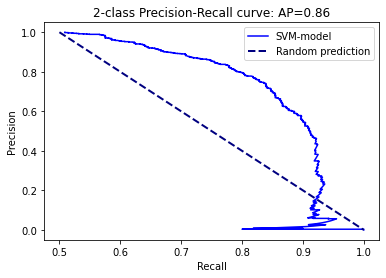 2-class Precision-Recall curve: AP=0.86
SVM-model
Random prediction
Precision
1.0
0.8
0.6
0.4
0.2
0.0
0.5
0.6
0.7
0.8
0.9
1.0
Recall